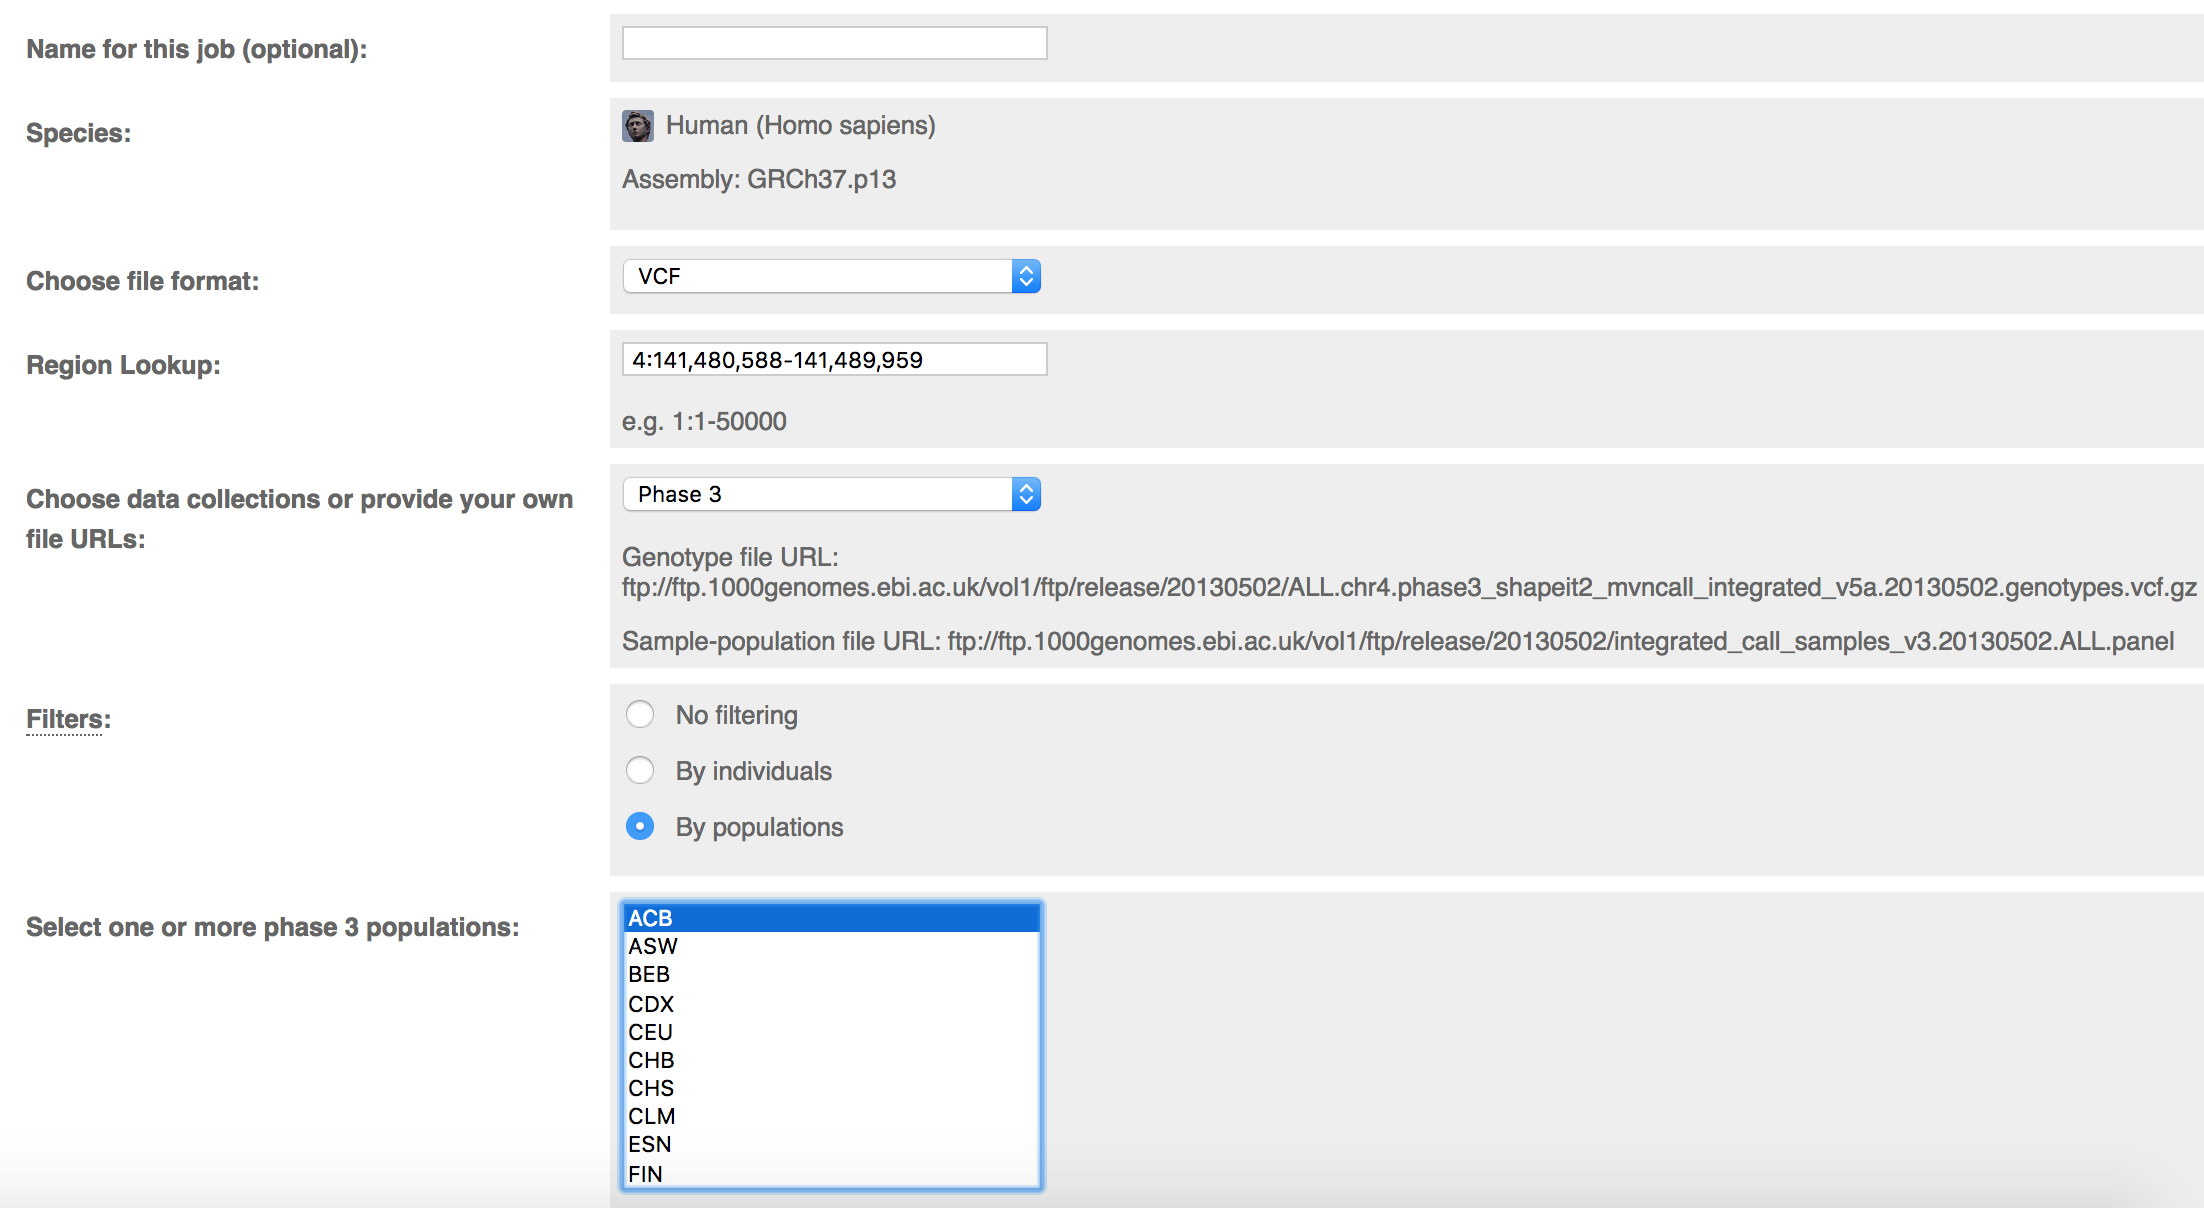 Name for this job (optional):
Species:
Human (Homo sapiens)
Assembly: GRCh37.p13
Choose file format:
VCF
Region Lookup:
4:141,480,588-141,489,959
e.g. 1:1-50000
Choose data collections or provide your own
file URLs:
Phase 3
Genotype file URL:
ftp://ftp.1000genomes.ebi.ac.uk/vol1/ftp/release/20130502/ALL.chr4.phase3_shapeit2_mvncall_integrated_v5a.20130502.genotypes.vcf.gz
Sample-population file URL: ftp://ftp.1000genomes.ebi.ac.uk/vol1/ftp/release/20130502/integrated_call_samples_v3.20130502.ALL.panel
Filters:
No filtering
By individuals
By populations
Select one or more phase 3 populations:
ACB
ASW
BEB
CDX
CEU
CHB
CHS
CLM
ESN
FIN